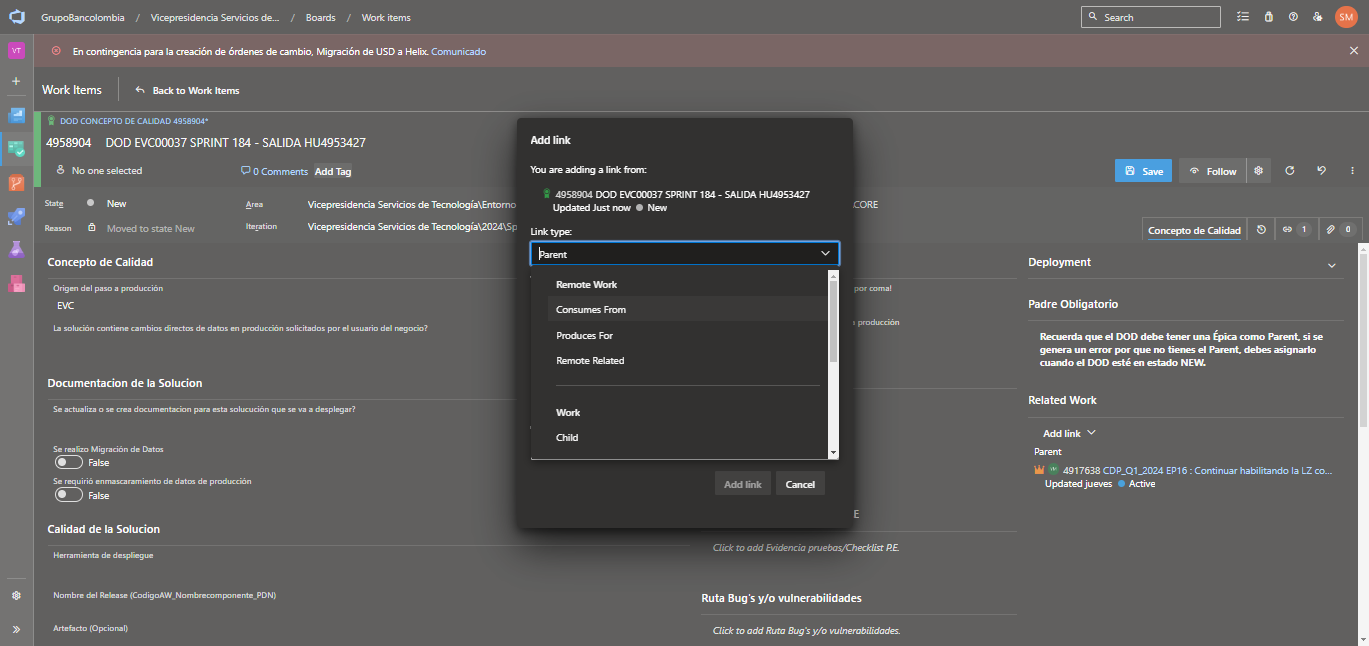 GrupoBancolombia / Vicepresidencia Servicios de... / Boards / Work items
Search
SM
VT
En contingencia para la creación de órdenes de cambio, Migración de USD a Helix. Comunicado
Work Items
Back to Work Items
DOD CONCEPTO DE CALIDAD 4958904*
4958904 DOD EVC00037 SPRINT 184 - SALIDA HU4953427
No one selected
0 Comments
Add Tag
Save
Follow
State
New
Area
Vicepresidencia Servicios de Tecnología\Entorno
CORE
Reason
Moved to state New
Iteration
Vicepresidencia Servicios de Tecnología\2024\Sp
Concepto de Calidad
1
0
Concepto de Calidad
Origen del paso a producción
EVC
La solución contiene cambios directos de datos en producción solicitados por el usuario del negocio?
Documentacion de la Solucion
Se actualiza o se crea documentacion para esta solucución que se va a desplegar?
Se realizo Migración de Datos
False
Se requirió enmascaramiento de datos de producción
False
Calidad de la Solucion
Herramienta de despliegue
Nombre del Release (CodigoAW_Nombrecomponente_PDN)
Artefacto (Opcional)
Add link
You are adding a link from:
4958904 DOD EVC00037 SPRINT 184 - SALIDA HU4953427
Updated Just now New
Link type:
Parent
Remote Work
Consumes From
Produces For
Remote Related
Work
Child
Add link
Cancel
por coma!
producción
E
Click to add Evidencia pruebas/Checklist P.E.
Ruta Bug's y/o vulnerabilidades
Click to add Ruta Bug's y/o vulnerabilidades.
Deployment
Padre Obligatorio
Recuerda que el DOD debe tener una Épica como Parent, si se
genera un error por que no tienes el Parent, debes asignarlo
cuando el DOD esté en estado NEW.
Related Work
Add link
Parent
4917638 CDP_Q1_2024 EP16 : Continuar habilitando la LZ co...
Updated jueves Active